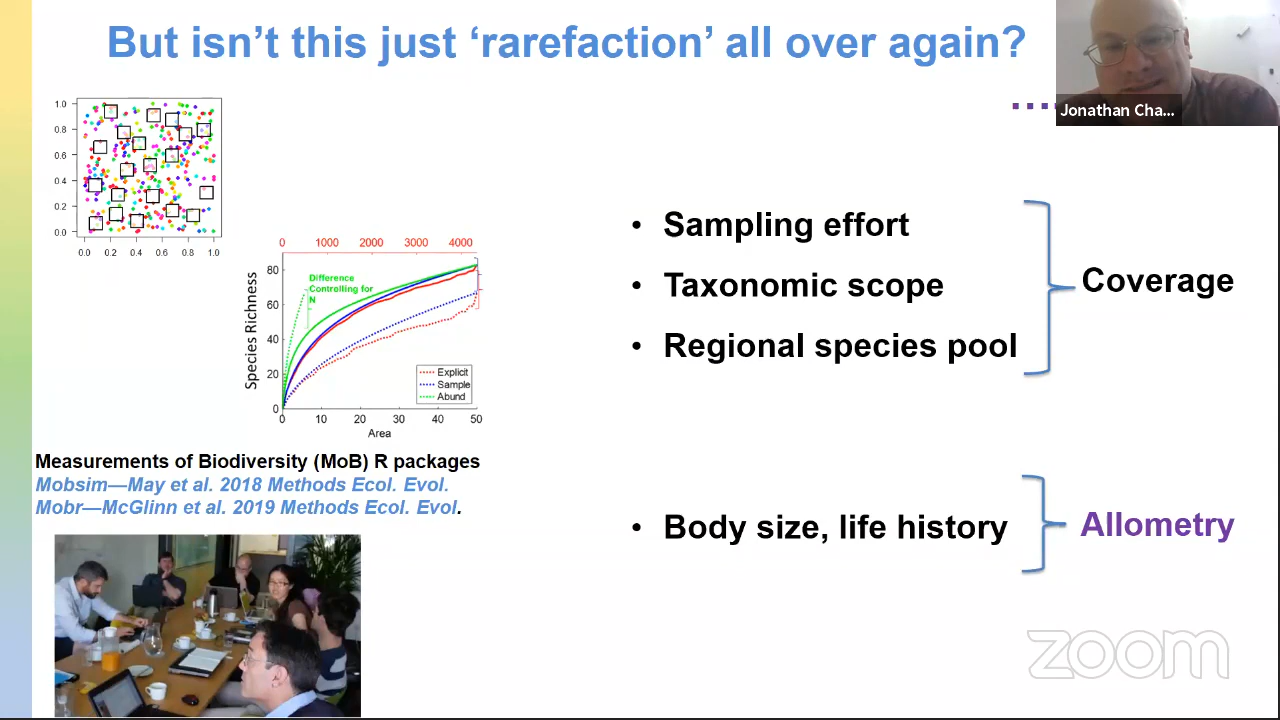 But isn't this just 'rarefaction' all over again?
Jonathan Cha...
1.0
0.8
0.6
0.4
0.2
0.0
0.0 0.2 0.4 0.6 0.8 1.0
0 1000 2000 3000 4000
Species Richness
80
60
40
20
0
Difference
Controlling for
N
Explicit
Sample
Abund
0 10 20 30 40 50
Area
Measurements of Biodiversity (MoB) R packages
Mobsim—May et al. 2018 Methods Ecol. Evol.
Mobr—McGlinn et al. 2019 Methods Ecol. Evol.
• Sampling effort
• Taxonomic scope
• Regional species pool
Coverage
• Body size, life history
Allometry
zoom